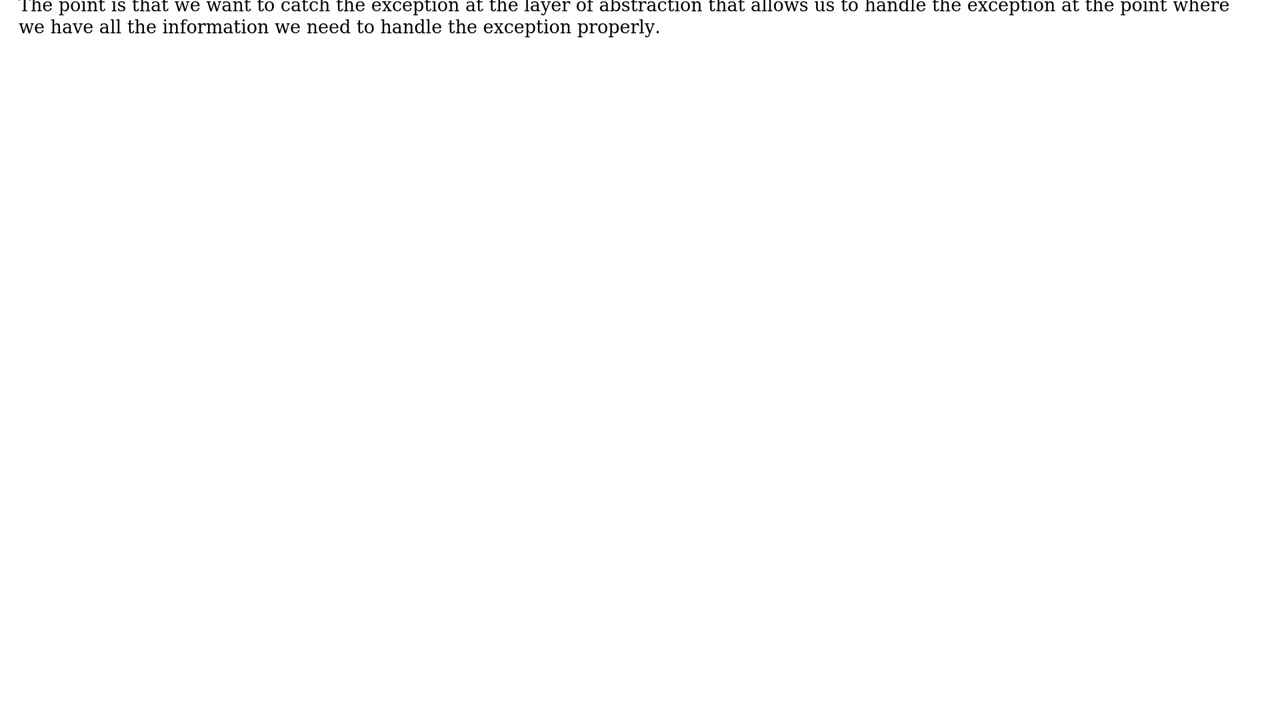 The point is that we want to catch the exception at the layer of abstraction that allows us to handle the exception at the point where
we have all the information we need to handle the exception properly.